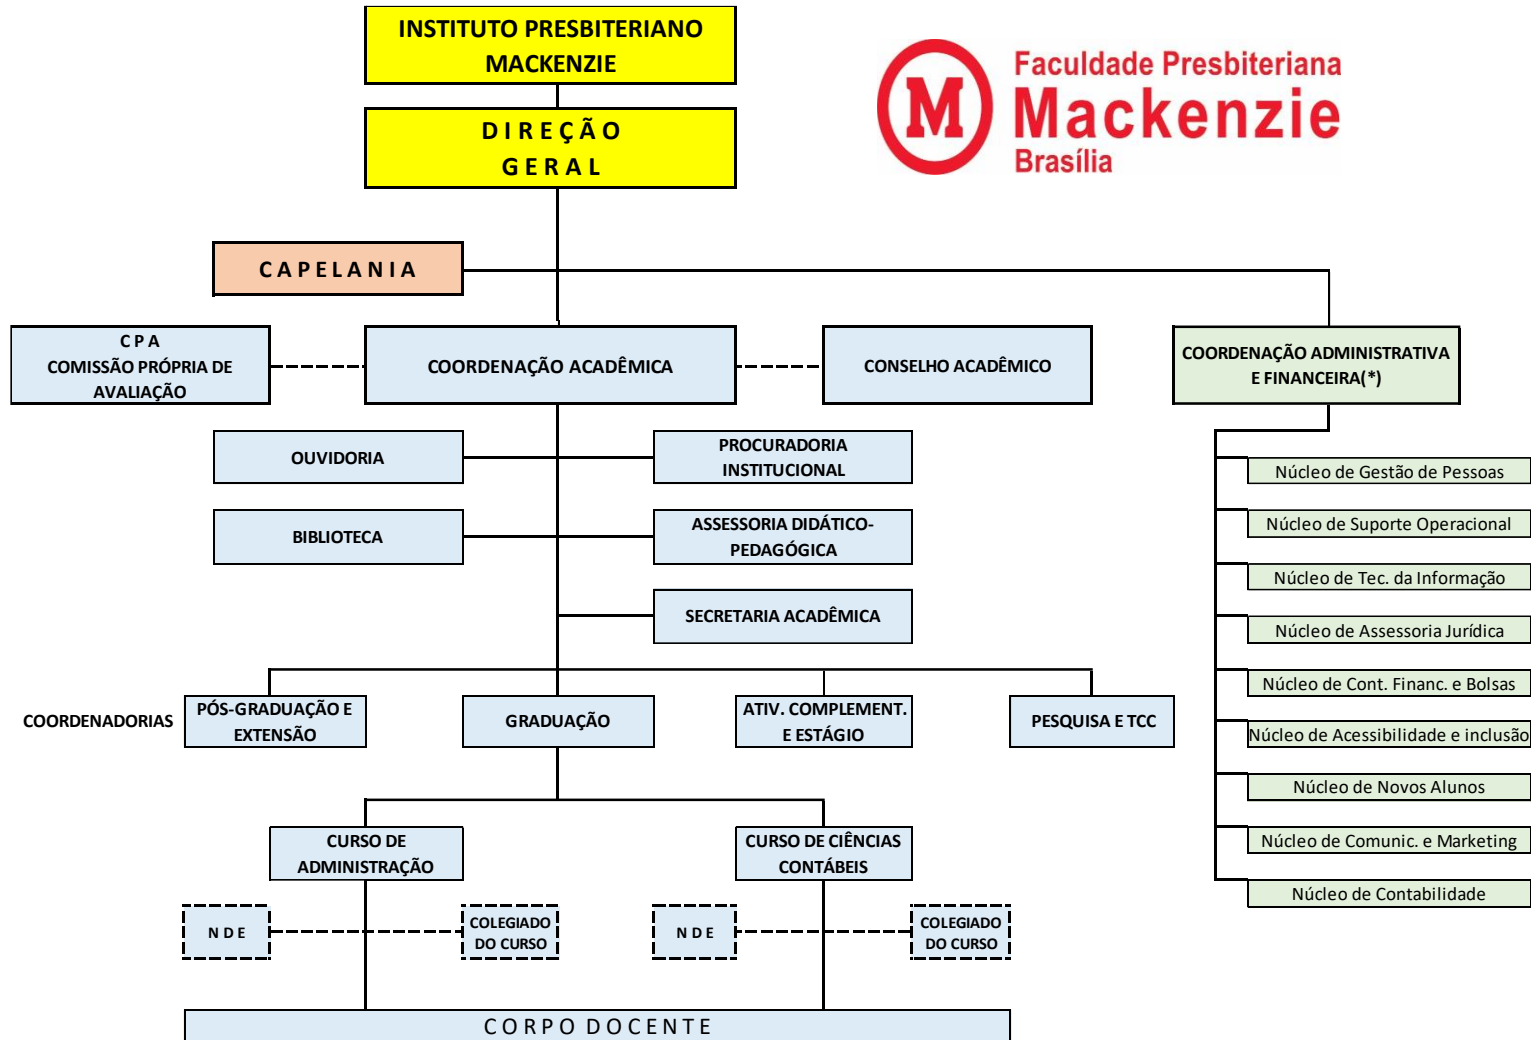 INSTITUTO PRESBITERIANO
MACKENZIE
D I R E Ç Ã O
G E R A L
M
Faculdade Presbiteriana
Mackenzie
Brasília
C A P E L A N I A
C P A
COMISSÃO PRÓPRIA DE
AVALIAÇÃO
COORDENAÇÃO ACADÊMICA
CONSELHO ACADÊMICO
COORDENAÇÃO ADMINISTRATIVA
E FINANCEIRA(*)
OUVIDORIA
PROCURADORIA
INSTITUCIONAL
BIBLIOTECA
ASSESSORIA DIDÁTICO-
PEDAGÓGICA
SECRETARIA ACADÊMICA
COORDENADORIAS
PÓS-GRADUAÇÃO E
EXTENSÃO
GRADUAÇÃO
ATIV. COMPLEMENT.
E ESTÁGIO
PESQUISA E TCC
CURSO DE
ADMINISTRAÇÃO
CURSO DE CIÊNCIAS
CONTÁBEIS
N D E
COLEGIADO
DO CURSO
N D E
COLEGIADO
DO CURSO
C O R P O  D O C E N T E
Núcleo de Gestão de Pessoas
Núcleo de Suporte Operacional
Núcleo de Tec. da Informação
Núcleo de Assessoria Jurídica
Núcleo de Cont. Financ. e Bolsas
Núcleo de Acessibilidade e inclusão
Núcleo de Novos Alunos
Núcleo de Comunic. e Marketing
Núcleo de Contabilidade